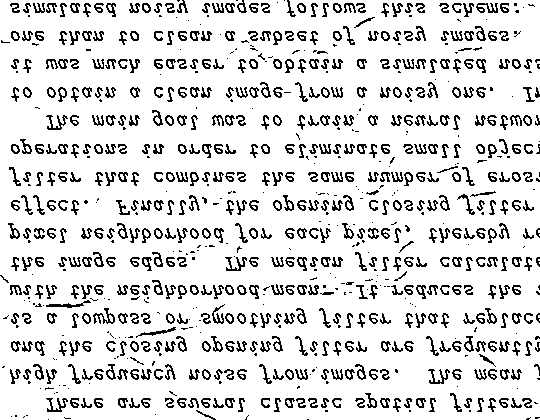 There are several classic spatial filters
high frequency noise from images. The mean
and the closing opening filter are frequently
is a lowpass or smoothing filter that replace
with the neighborhood mean. It reduces the
the image edges. The median filter calculate
pixel neighborhood for each pixel, thereby re
effect. Finally, the opening closing filter
filter that combines the same number of erosi
operations in order to eliminate small object
The main goal was to train a neural networ
to obtain a clean image from a noisy one. In
it was much easier to obtain a simulated nois
one than to clean a subset of noisy images.
simulated noisy images follows this scheme: